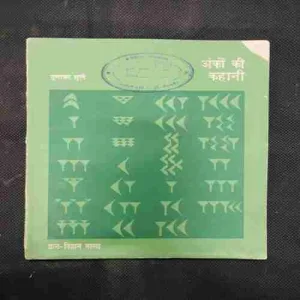 गुणाकर मुले
अंकों की
कहानी
ज्ञान-विज्ञान माला